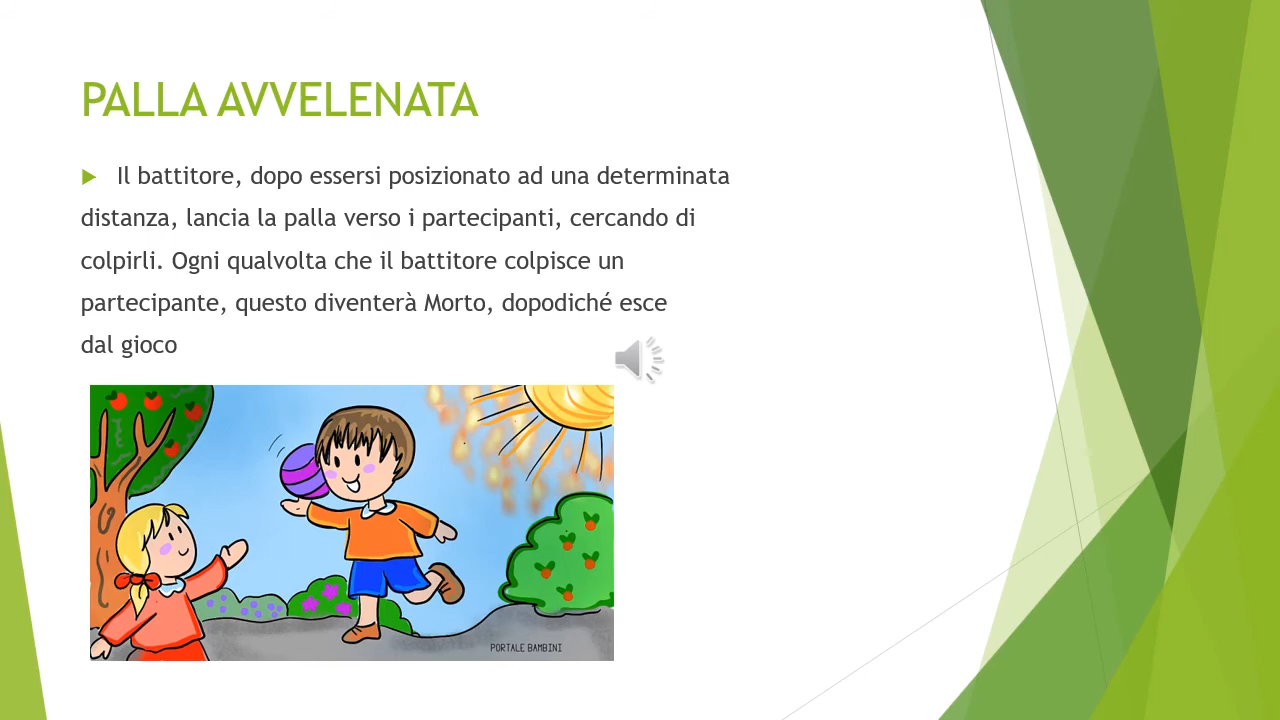 PALLA AVVELENATA
Il battitore, dopo essersi posizionato ad una determinata
distanza, lancia la palla verso i partecipanti, cercando di
colpirli. Ogni qualvolta che il battitore colpisce un
partecipante, questo diventerà Morto, dopodiché esce
dal gioco
PORTALE BAMBINI